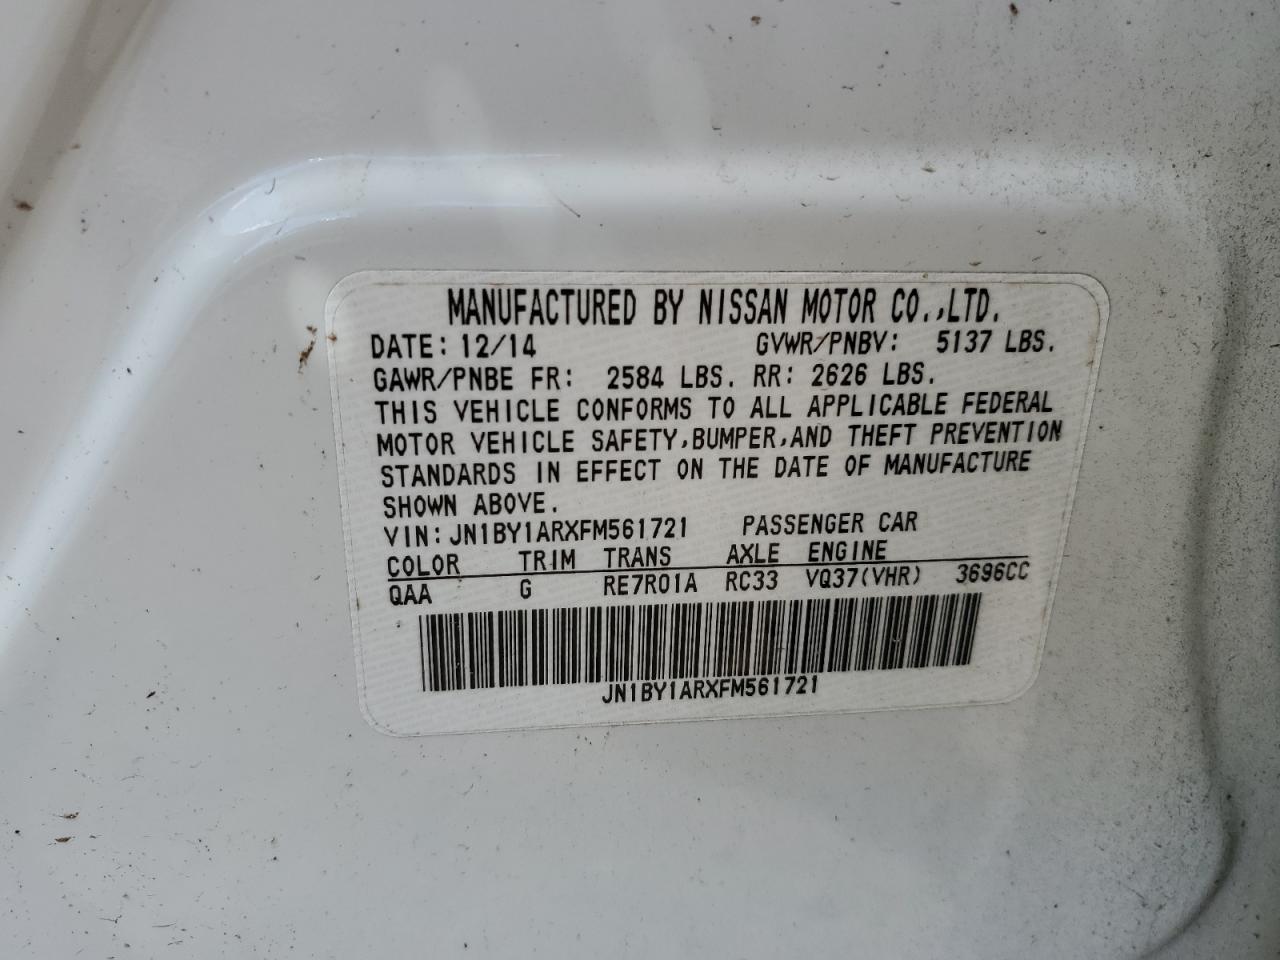 MANUFACTURED BY NISSAN MOTOR CO.,LTD.
DATE: 12/14 GVWR/PNBV: 5137 LBS.
GAWR/PNBE FR: 2584 LBS. RR: 2626 LBS.
THIS VEHICLE CONFORMS TO ALL APPLICABLE FEDERAL
MOTOR VEHICLE SAFETY,BUMPER,AND THEFT PREVENTION
STANDARDS IN EFFECT ON THE DATE OF MANUFACTURE
SHOWN ABOVE.
VIN: JN1BY1ARXFM561721 PASSENGER CAR
COLOR TRIM TRANS AXLE ENGINE
QAA G RE7R01A RC33 VQ37(VHR) 3696CC
JN1BY1ARXFM561721